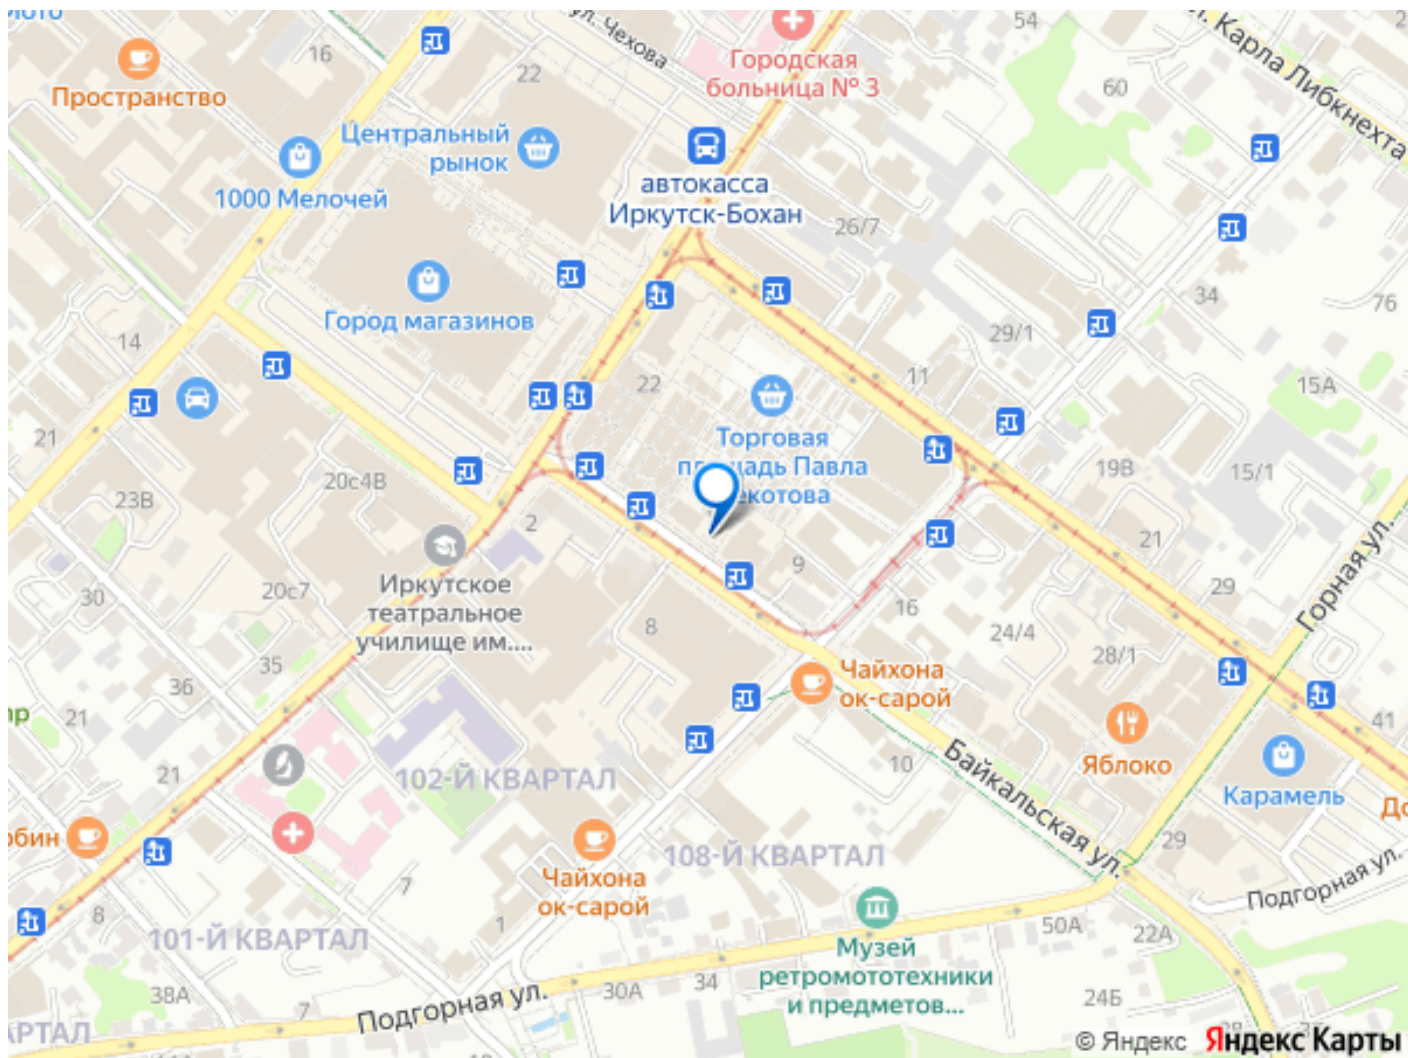 16
Пространство
22
ул. Чехова
Городская
больница № 3
54
60
ул. Карла Либкнехта
Центральный
рынок
1000 Мелочей
автокасса
Иркутск-Бохан
26/7
34
76
Город магазинов
14
29/1
11
15А
22
21
Торговая
площадь Павла
20с4В
23В
19В
15/1
2
9
21
29
Горная ул.
Иркутское
театральное
училище им....
30
20с7
16
24/4
28/1
8
35
36
21
Чайхона
ок-сарой
41
Яблоко
Карамель
21
102-Й КВАРТАЛ
10
Байкальская ул.
29
108-Й КВАРТАЛ
Чайхона
ок-сарой
7
Подгорная ул.
8
1
101-Й КВАРТАЛ
50А
22А
Музей
ретромототехники
и предметов...
34
30А
38А
7
Подгорная ул.
24Б
© Яндекс Яндекс Карты